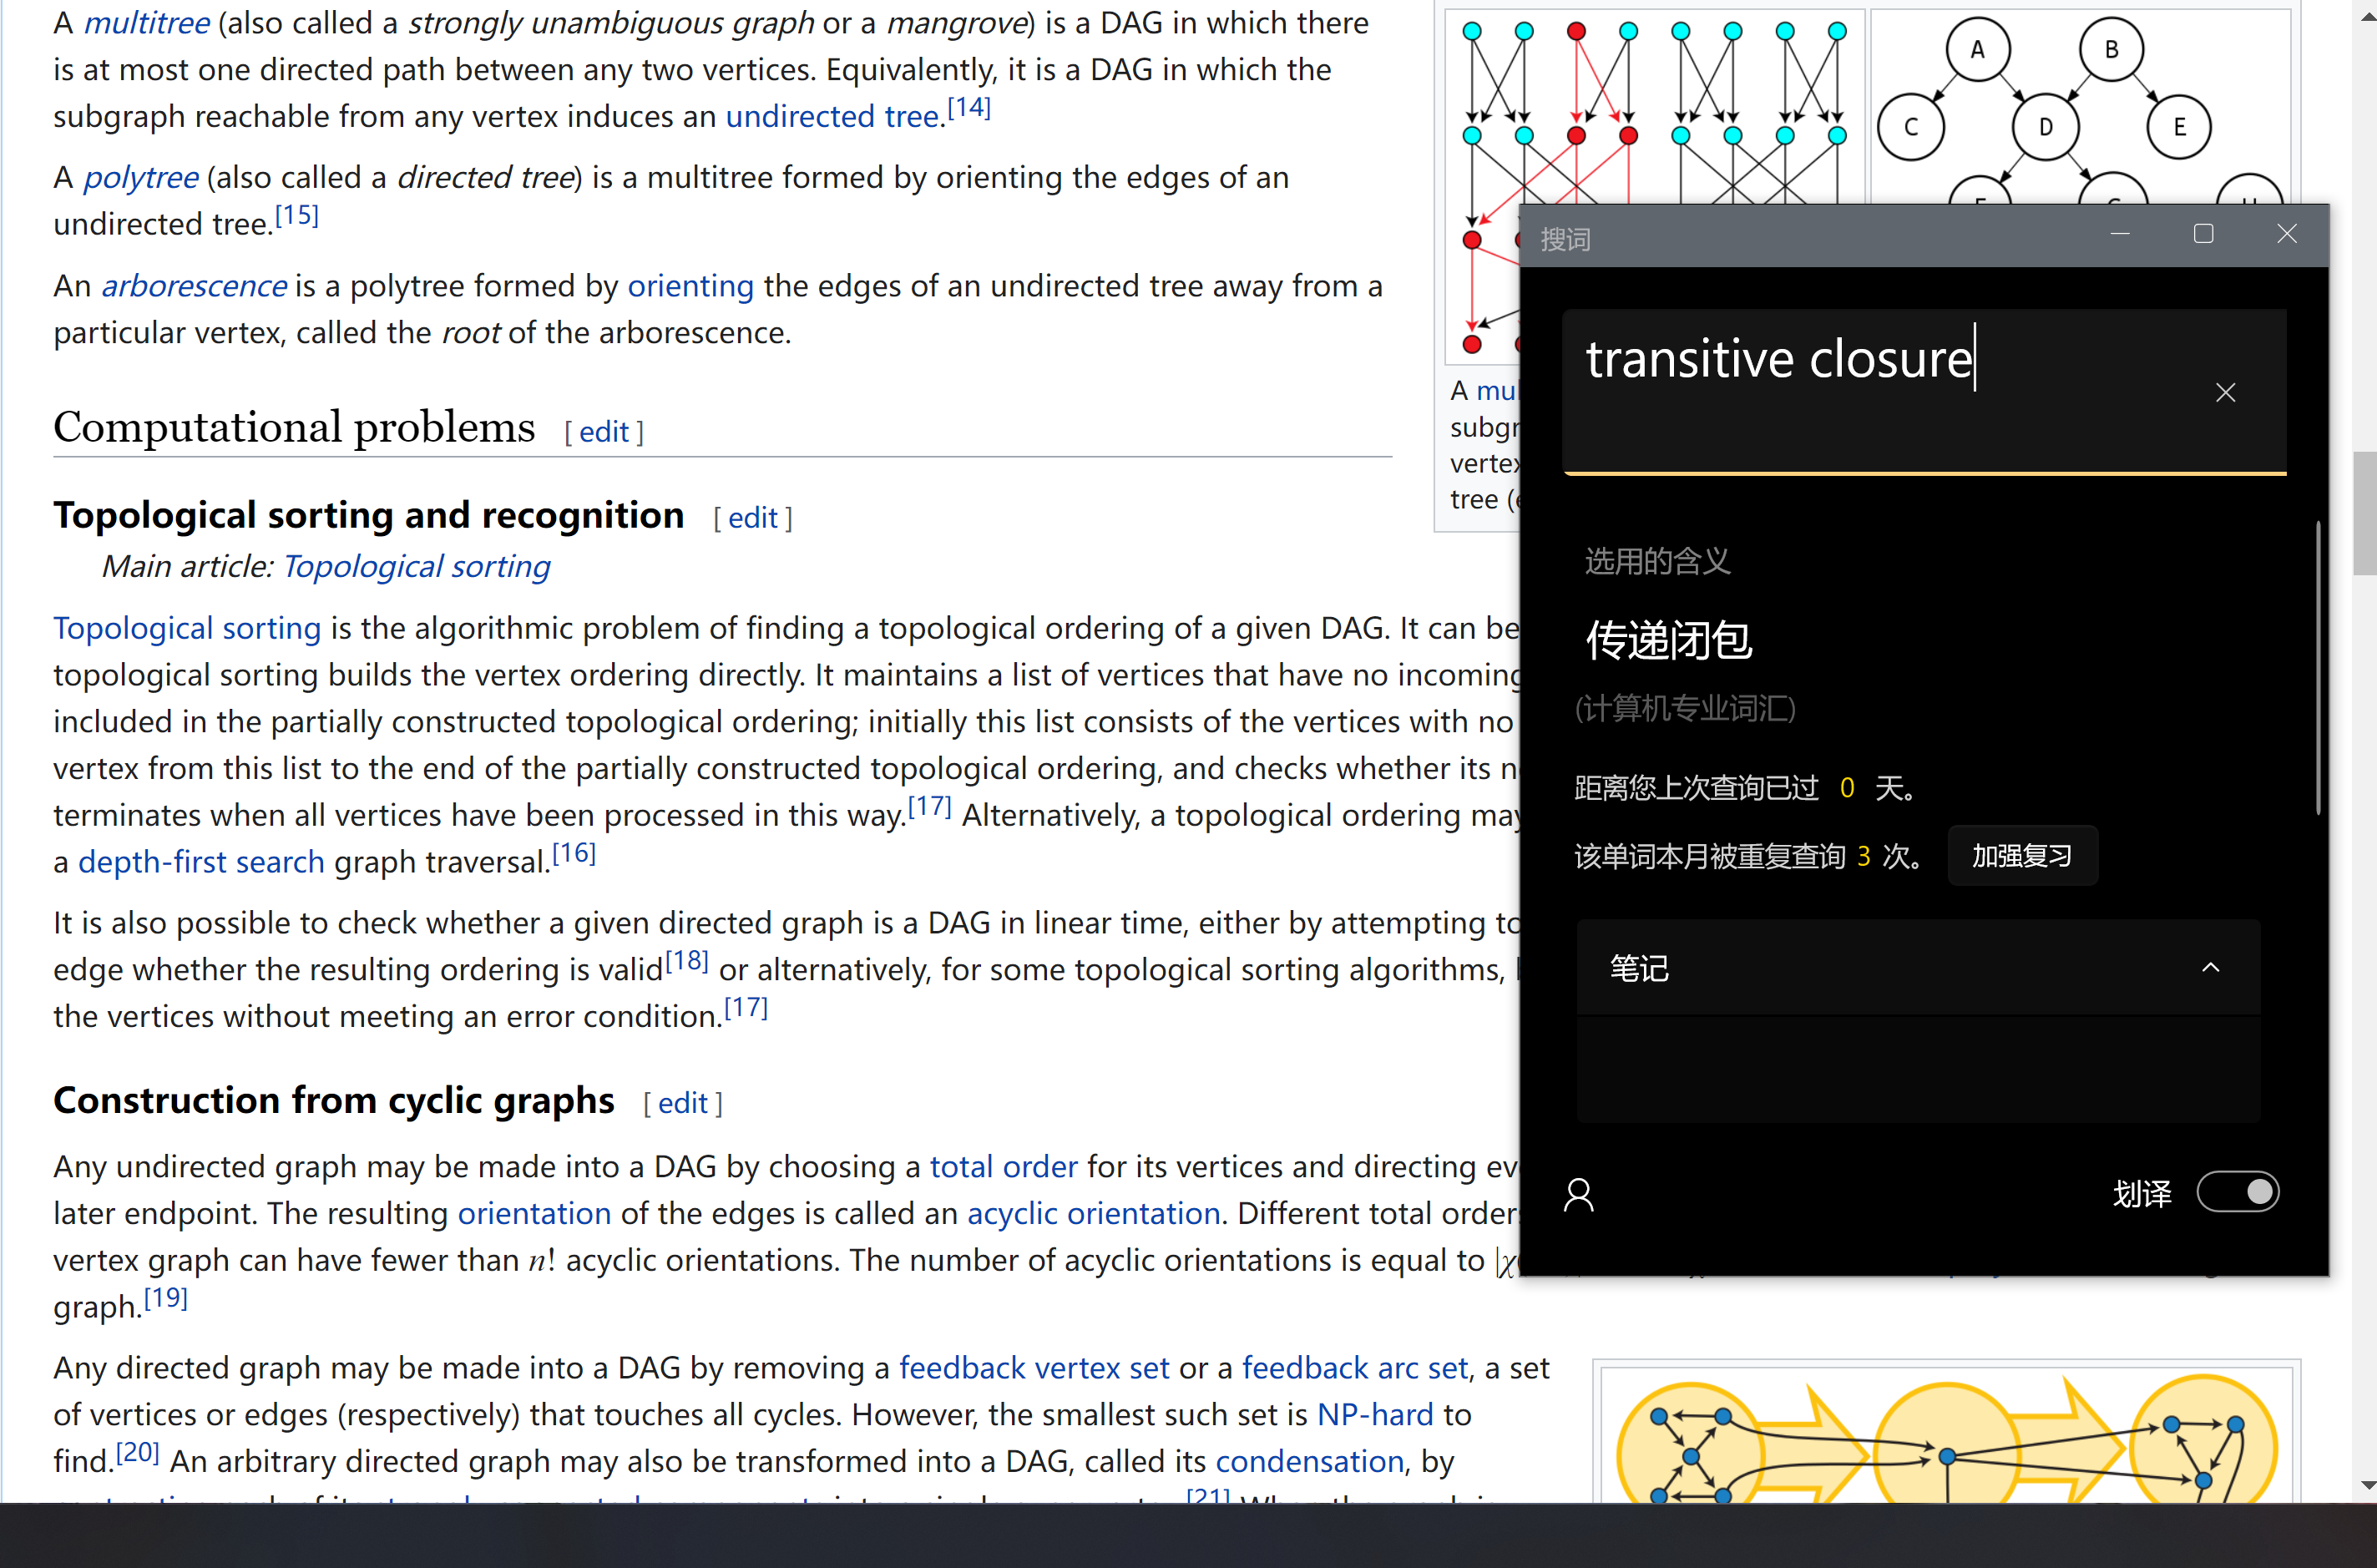 A multitree (also called a strongly unambiguous graph or a mangrove) is a DAG in which there
is at most one directed path between any two vertices. Equivalently, it is a DAG in which the
subgraph reachable from any vertex induces an undirected tree.[14]
A polytree (also called a directed tree) is a multitree formed by orienting the edges of an
undirected tree.[15]
An arborescence is a polytree formed by orienting the edges of an undirected tree away from a
particular vertex, called the root of the arborescence.
Computational problems [ edit ]
Topological sorting and recognition [ edit ]
Main article: Topological sorting
Topological sorting is the algorithmic problem of finding a topological ordering of a given DAG. It can be
topological sorting builds the vertex ordering directly. It maintains a list of vertices that have no incoming
included in the partially constructed topological ordering; initially this list consists of the vertices with no
vertex from this list to the end of the partially constructed topological ordering, and checks whether its
terminates when all vertices have been processed in this way.[17] Alternatively, a topological ordering may
a depth-first search graph traversal.[16]
It is also possible to check whether a given directed graph is a DAG in linear time, either by attempting to
edge whether the resulting ordering is valid[18] or alternatively, for some topological sorting algorithms,
the vertices without meeting an error condition.[17]
Construction from cyclic graphs [ edit ]
Any undirected graph may be made into a DAG by choosing a total order for its vertices and directing
later endpoint. The resulting orientation of the edges is called an acyclic orientation. Different total orders
vertex graph can have fewer than n! acyclic orientations. The number of acyclic orientations is equal to |χ
graph.[19]
Any directed graph may be made into a DAG by removing a feedback vertex set or a feedback arc set, a set
of vertices or edges (respectively) that touches all cycles. However, the smallest such set is NP-hard to
find.[20] An arbitrary directed graph may also be transformed into a DAG, called its condensation, by
[21]
A B
C D E
A
subgr
vertex
tree (
搜词
transitive closure
选用的含义
传递闭包
(计算机专业词汇)
距离您上次查询已过 0 天。
该单词本月被重复查询 3 次。 加强复习
笔记
划译